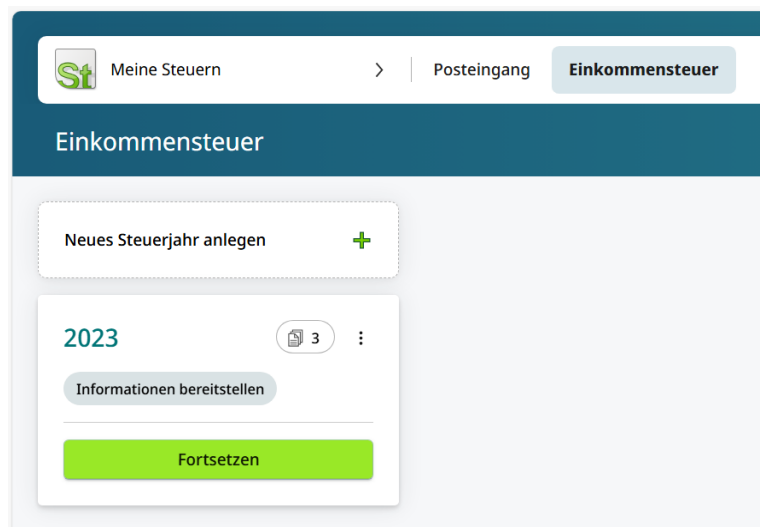 St Meine Steuern Posteingang Einkommensteuer
Einkommensteuer
Neues Steuerjahr anlegen
2023 3
Informationen bereitstellen
Fortsetzen